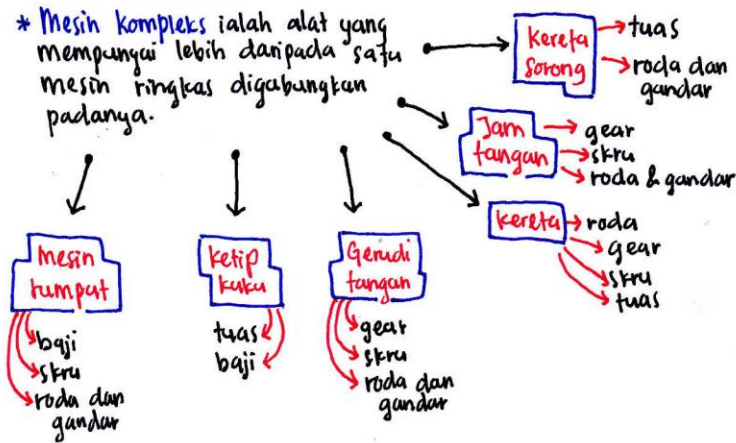 * Mesin kompleks ialah alat yang
mempunyai lebih daripada satu
mesin ringkas digabungkan
padanya.
kereta
sorong
tuas
roda dan
gandar
Jam
tangan
gear
skru
roda & gandar
kereta
roda
gear
skru
tuas
mesin
rumput
baji
skru
roda dan
gandar
ketip
kuku
tuas
baji
Gerudi
tangan
gear
skru
roda dan
gandar